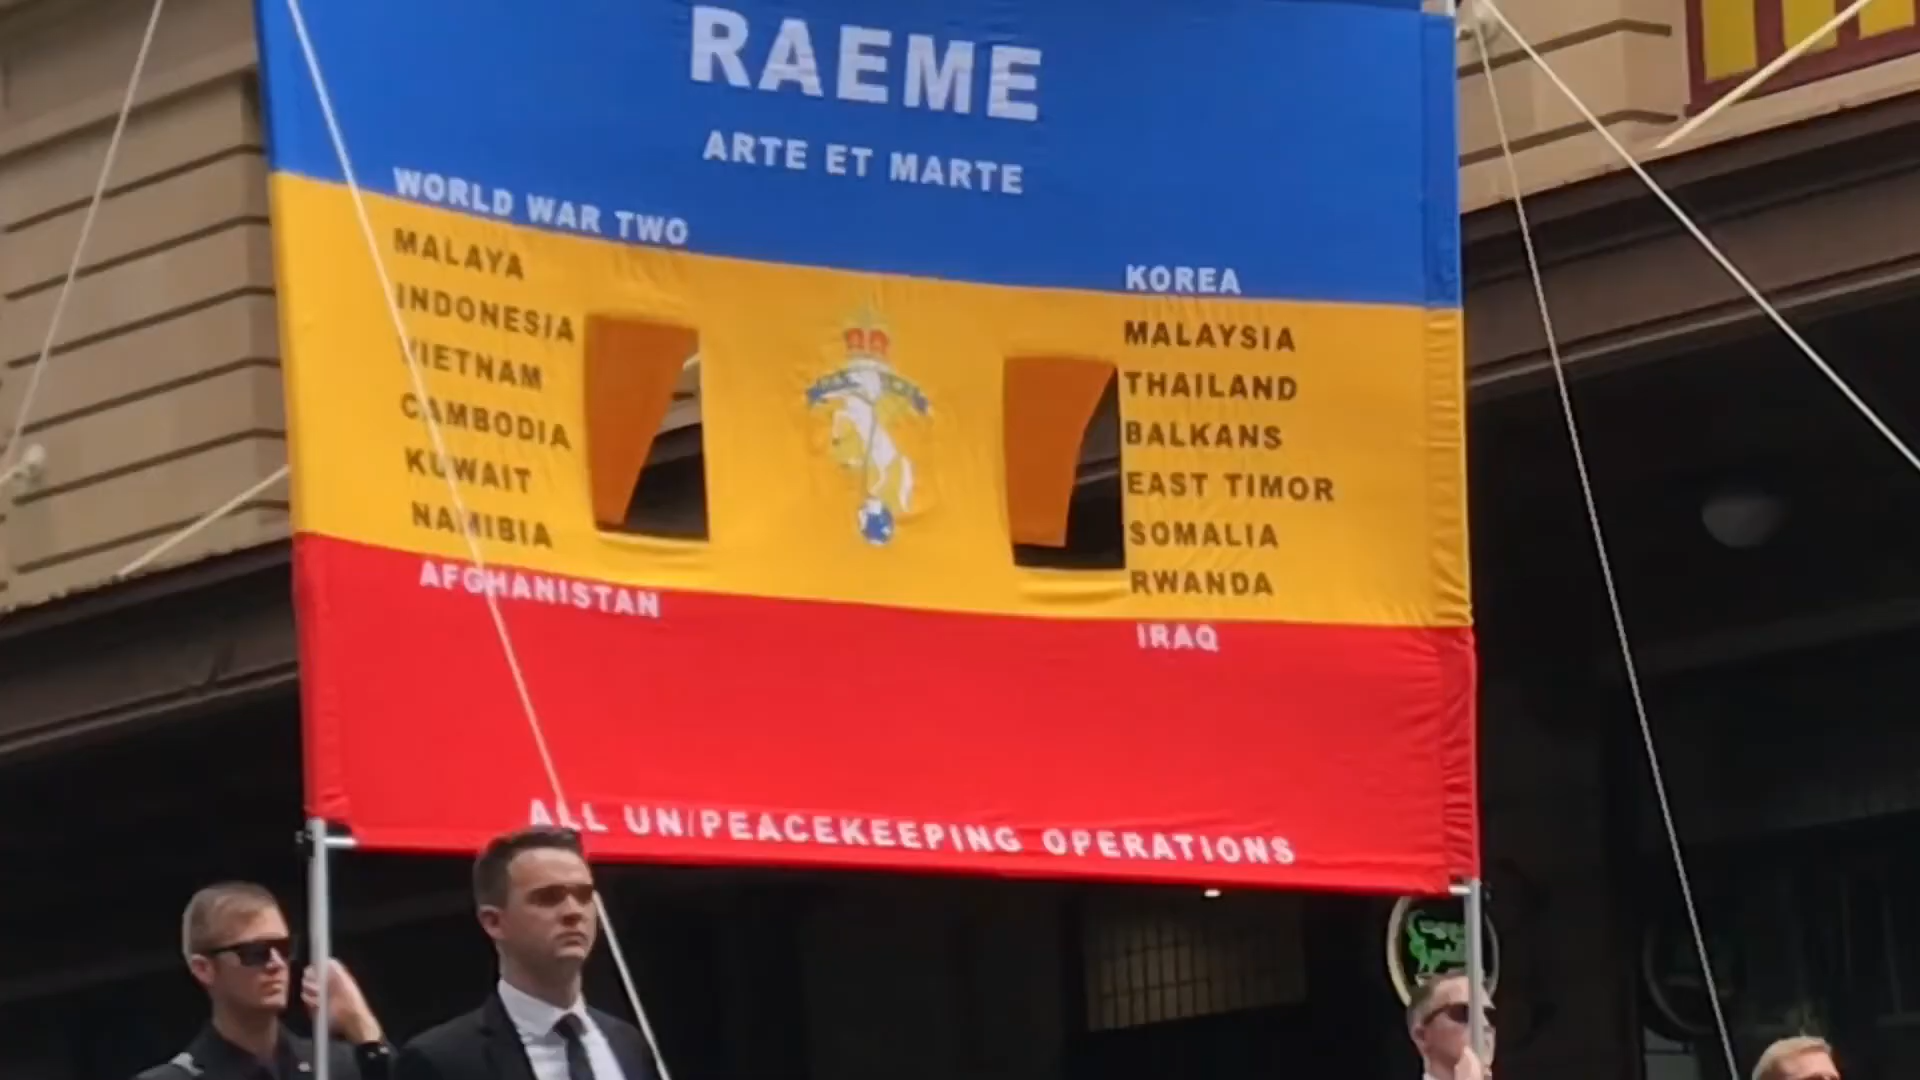 RAEME
ARTE ET MARTE
WORLD WAR TWO
MALAYA
INDONESIA
VIETNAM
CAMBODIA
KUWAIT
NAMIBIA
AFGHANISTAN
KOREA
MALAYSIA
THAILAND
BALKANS
EAST TIMOR
SOMALIA
RWANDA
IRAQ
ALL UN/PEACEKEEPING OPERATIONS